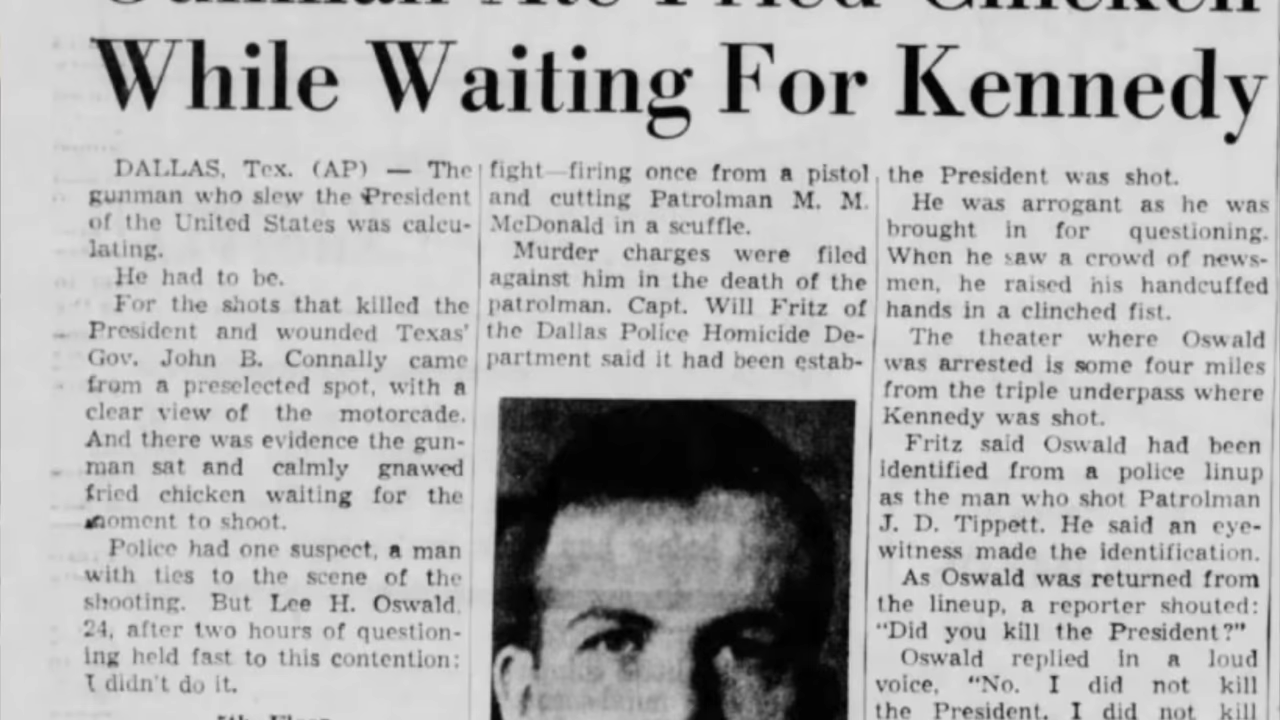 Gunman Ate Fried Chicken
While Waiting For Kennedy
DALLAS, Tex. (AP) — The
gunman who slew the President
of the United States was calcu-
lating.
He had to be.
For the shots that killed the
President and wounded Texas'
Gov. John B. Connally came
from a preselected spot, with a
clear view of the motorcade.
And there was evidence the gun-
man sat and calmly gnawed
fried chicken waiting for the
moment to shoot.
Police had one suspect, a man
with ties to the scene of the
shooting. But Lee H. Oswald,
24, after two hours of question-
ing held fast to this contention:
I didn't do it.
fight—firing once from a pistol
and cutting Patrolman M. M.
McDonald in a scuffle.
Murder charges were filed
against him in the death of the
patrolman. Capt. Will Fritz of
the Dallas Police Homicide De-
partment said it had been estab-
the President was shot.
He was arrogant as he was
brought in for questioning.
When he saw a crowd of news-
men, he raised his handcuffed
hands in a clinched fist.
The theater where Oswald
was arrested is some four miles
from the triple underpass where
Kennedy was shot.
Fritz said Oswald had been
identified from a police linup
as the man who shot Patrolman
J. D. Tippett. He said an eye-
witness made the identification.
As Oswald was returned from
the lineup, a reporter shouted:
"Did you kill the President?"
Oswald replied in a loud
voice, "No. I did not kill
the President. I did not kill